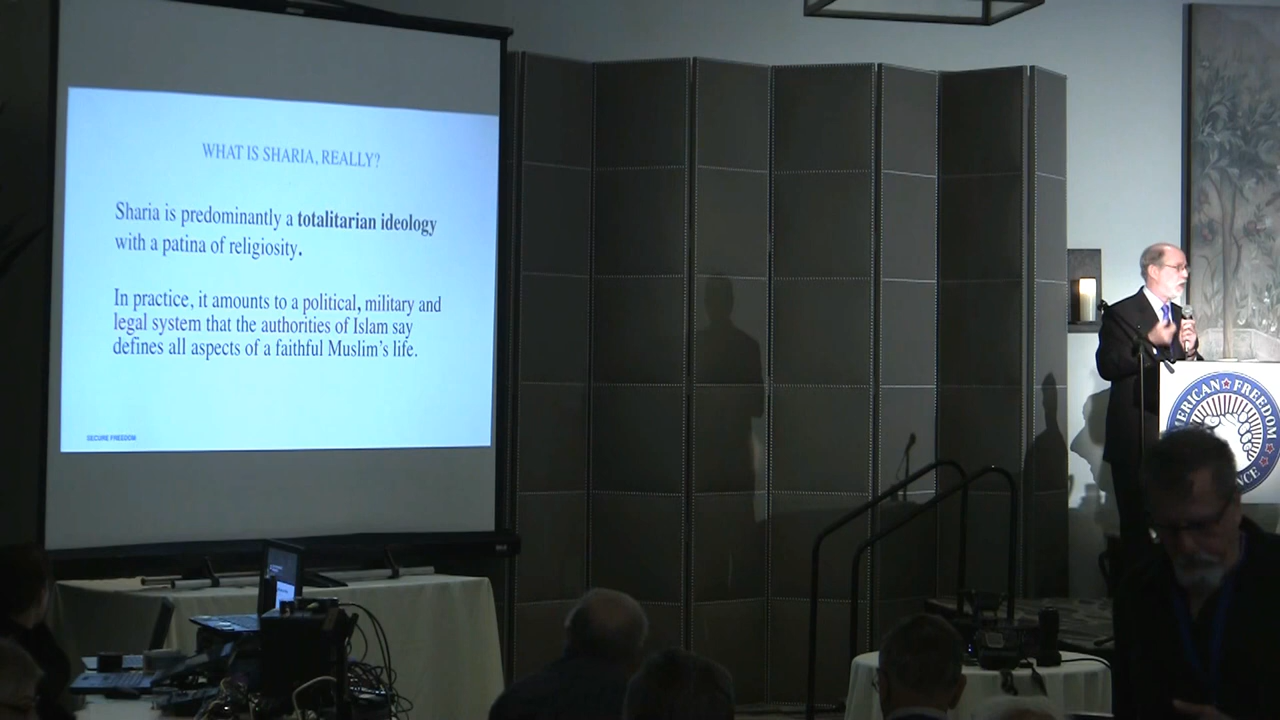 WHAT IS SHARIA, REALLY?
Sharia is predominantly a totalitarian ideology
with a patina of religiosity.
In practice, it amounts to a political, military and
legal system that the authorities of Islam say
defines all aspects of a faithful Muslim's life.
SECURE FREEDOM
ERICAN FREEDOM
NCE